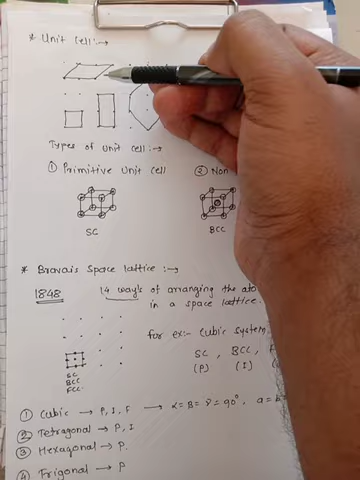 * Unit Cell:→
Types of Unit cell:→
① Primitive Unit cell
② Non
SC
BCC
* Bravais Space lattice :→
1848
14 way's of arranging the
in a space lattice.
for ex:- Cubic System,
SC , BCC ,
(P) (I)
SC
BCC
FCC
① Cubic → P, I, F → α = β = γ = 90°,
② Tetragonal → P, I
③ Hexagonal → P.
④ Trigonal → P